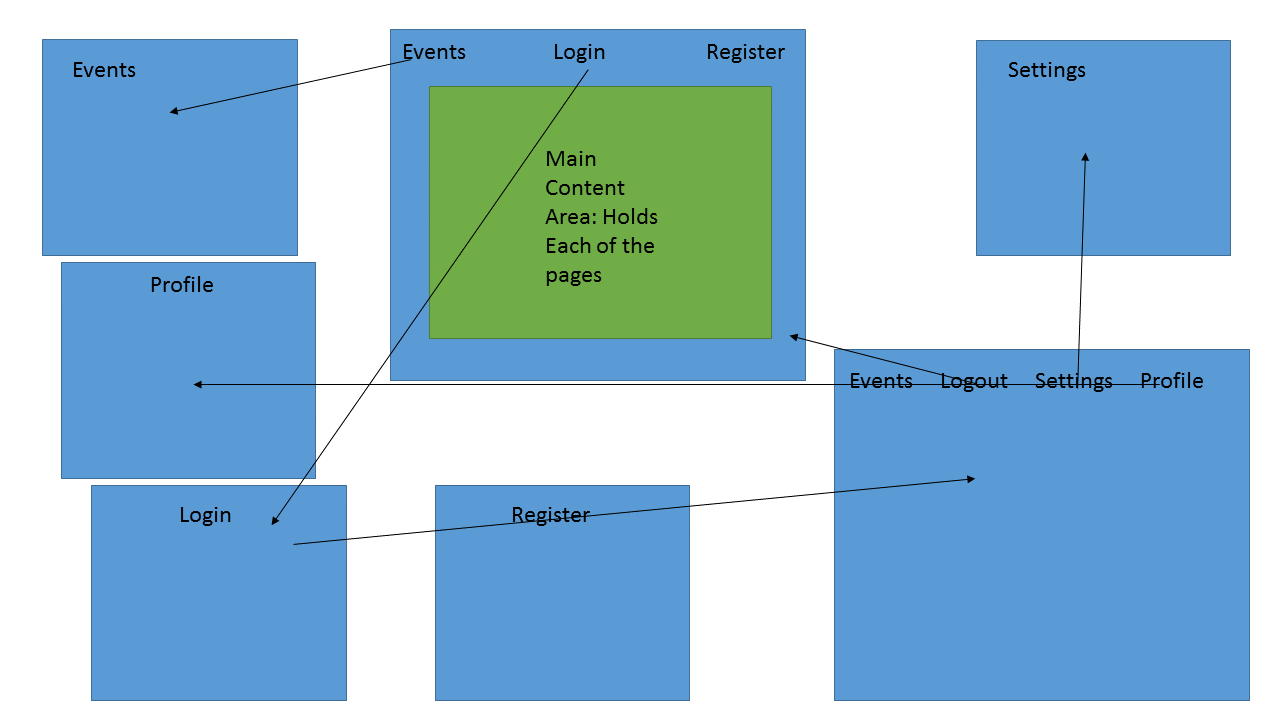 Events
Events Login Register
Settings
Main
Content
Area: Holds
Each of the
pages
Profile
Events Logout Settings Profile
Login
Register